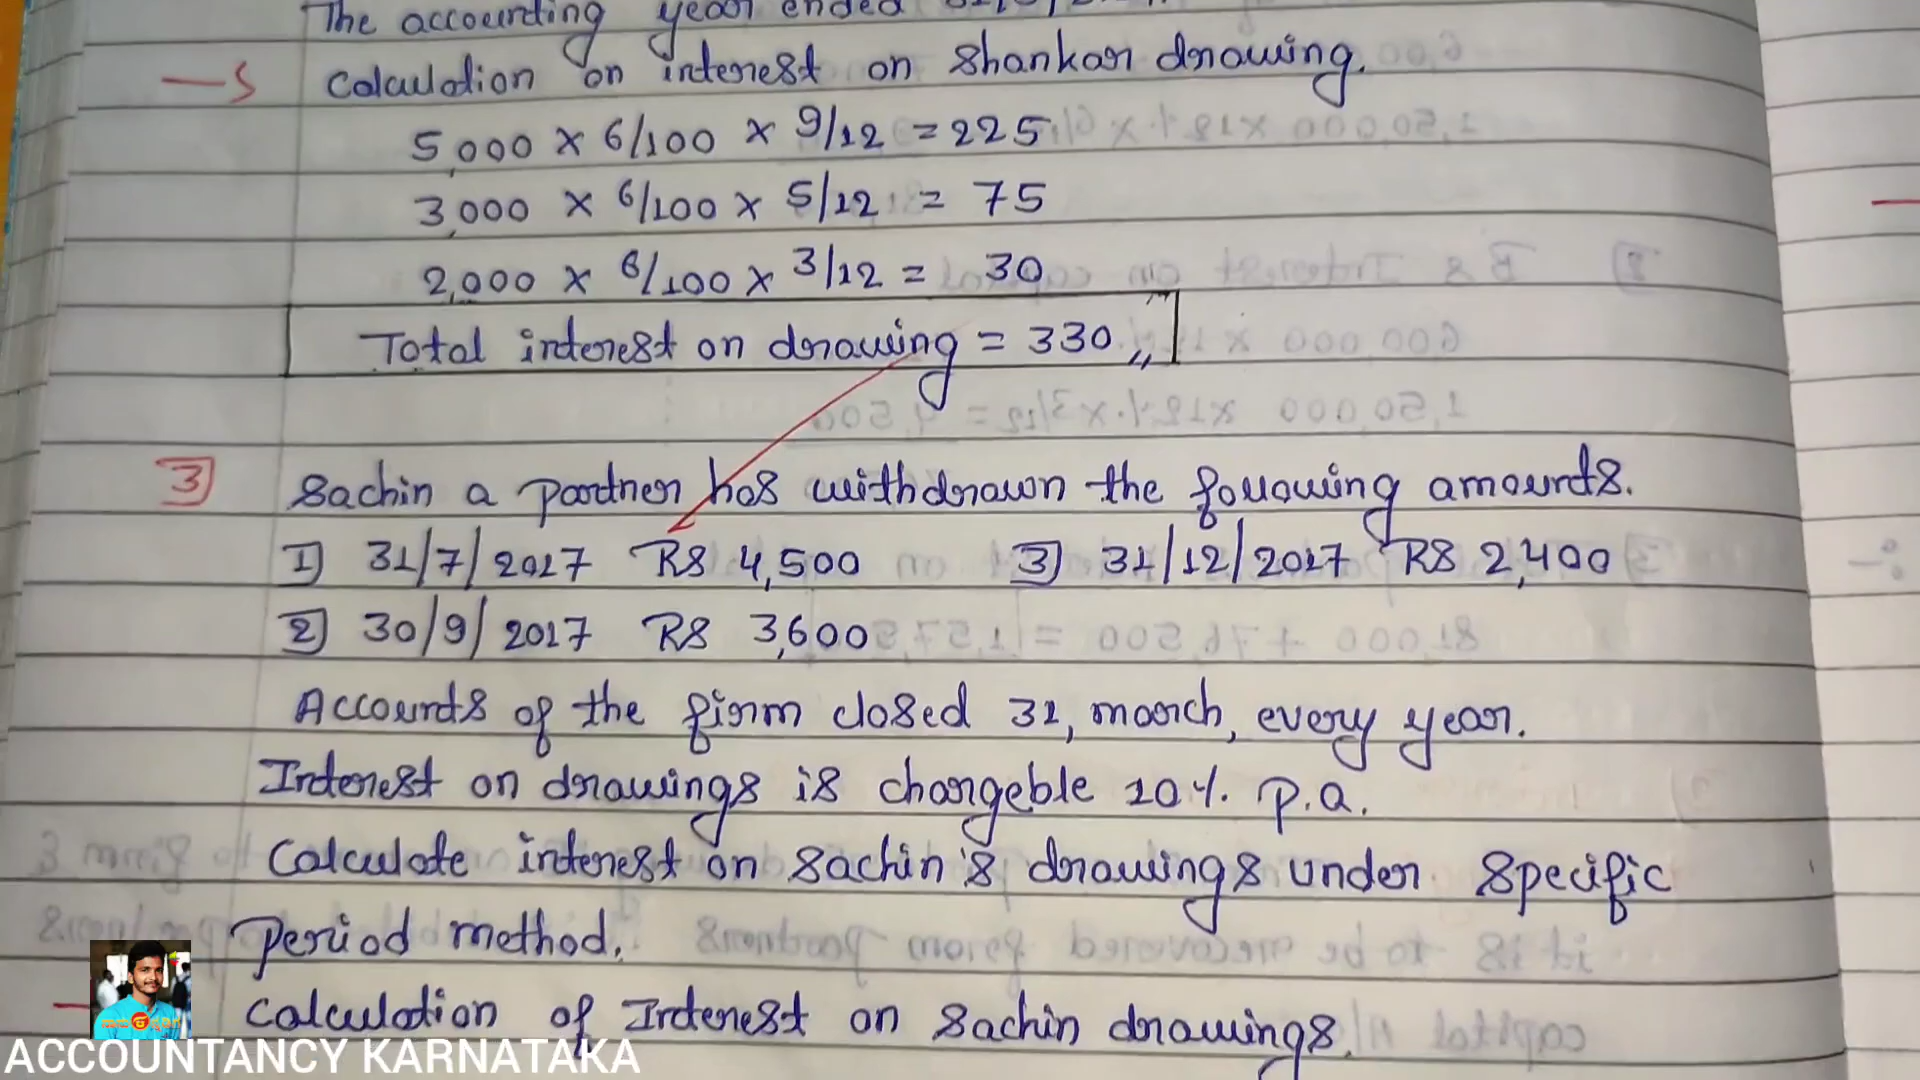 The accounting year ended
Calculation on interest on Shankar drawing.
5,000 x 6/100 x 9/12 = 225
3,000 x 6/100 x 5/12 = 75
2,000 x 6/100 x 3/12 = 30
Total interest on drawing = 330,,
3] Sachin a partner has withdrawn the following amounts.
1] 31/7/2017 RS 4,500 3] 31/12/2017 RS 2,400
2] 30/9/2017 RS 3,600
Accounts of the firm closed 31, march, every year.
Interest on drawings is chargeble 10%. p.a.
Calculate interest on Sachin's drawings under specific
period method.
Calculation of Interest on Sachin drawings.
ACCOUNTANCY KARNATAKA